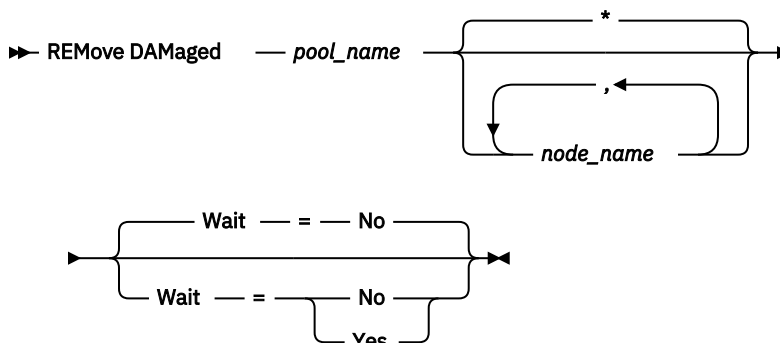 *
REMove DAMaged pool_name
,
node_name
Wait = No
Wait = No
Yes